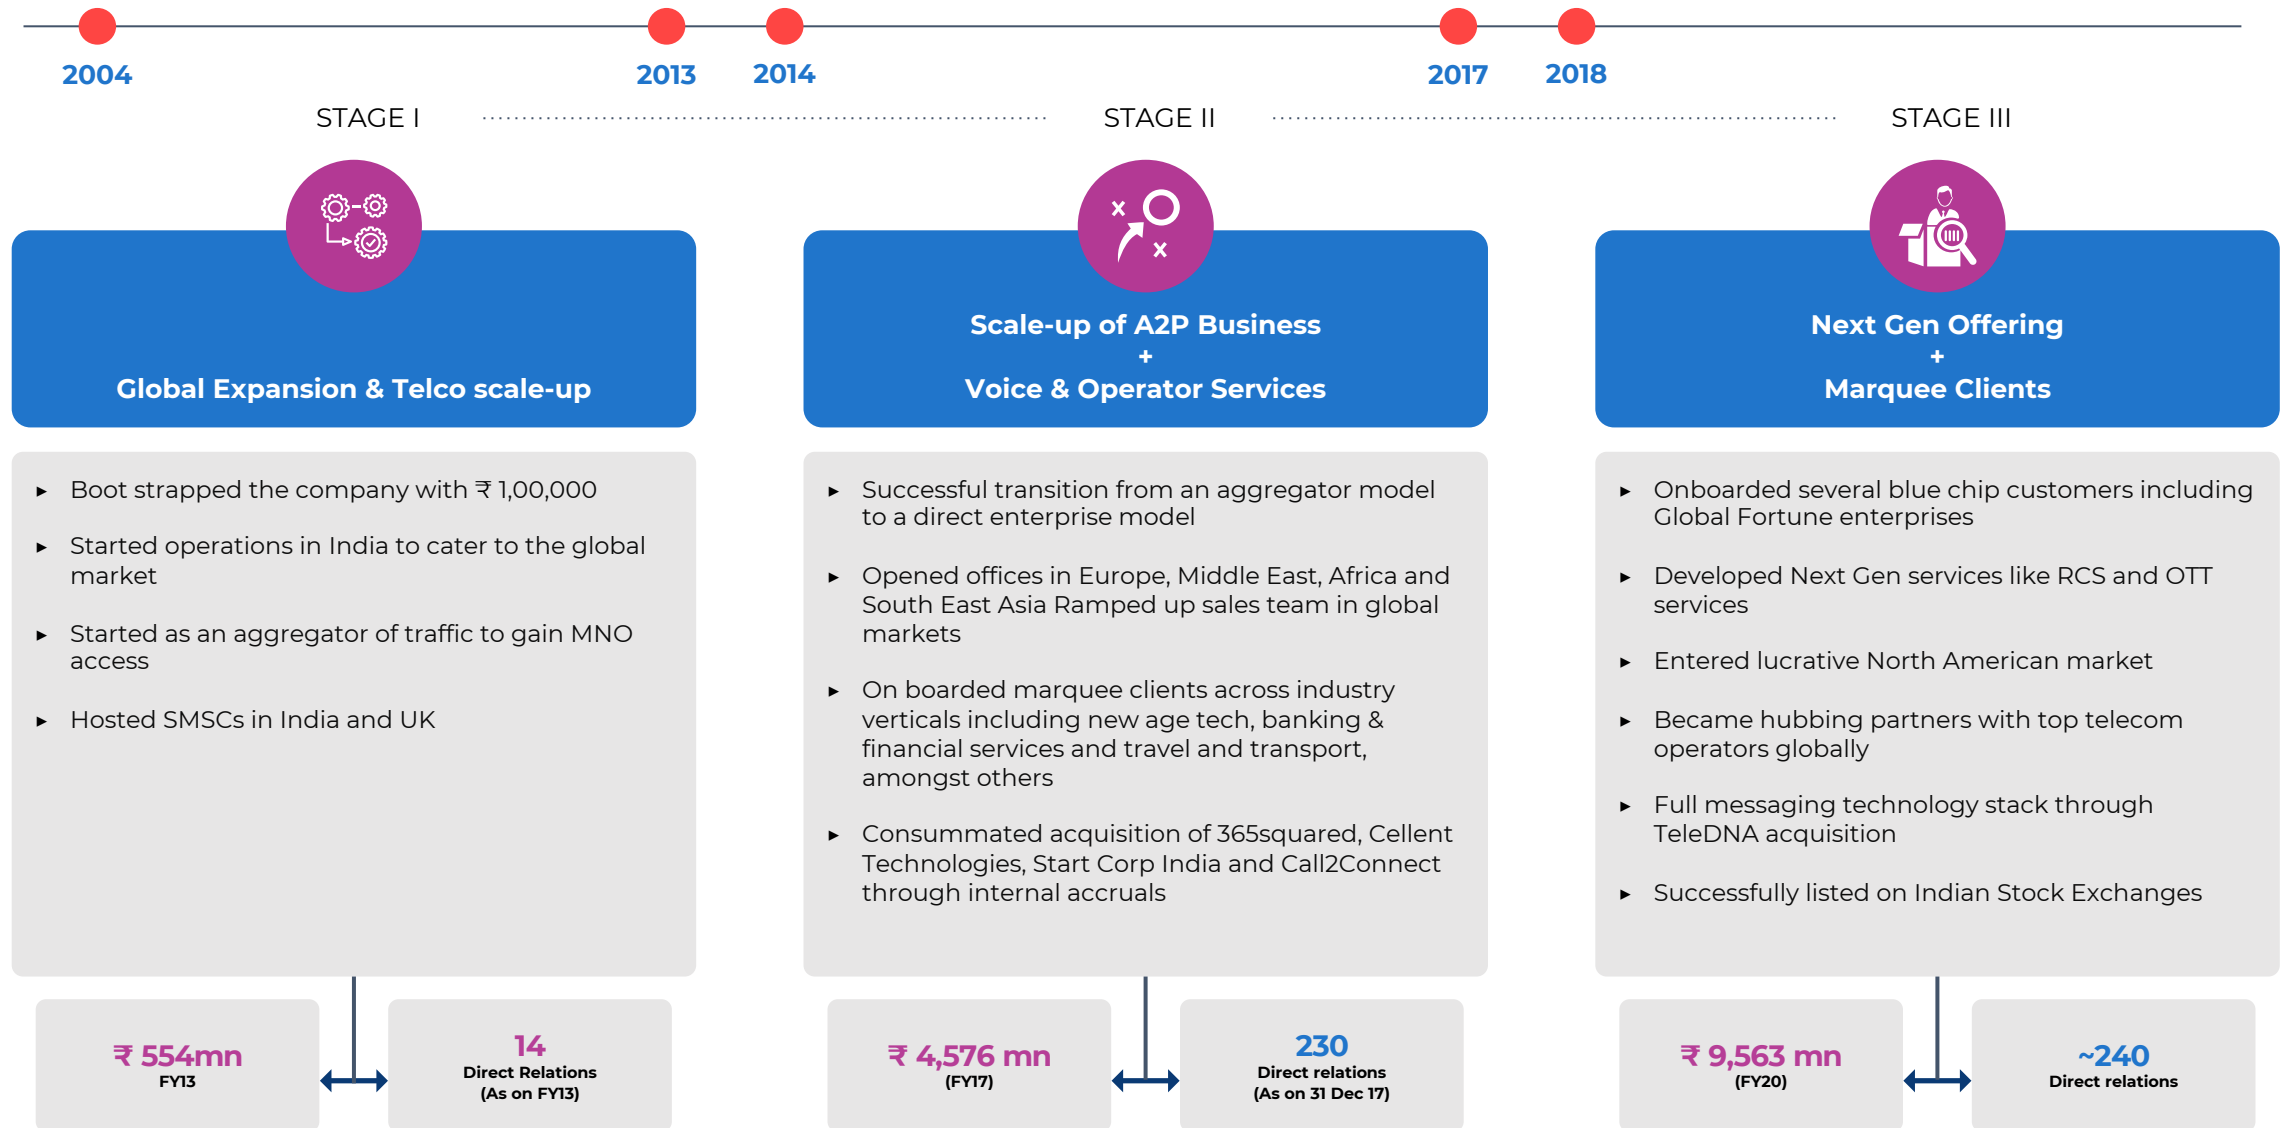 2004
2013
2014
2017
2018
STAGE I
STAGE II
STAGE III
Global Expansion & Telco scale-up
Scale-up of A2P Business
+
Voice & Operator Services
Next Gen Offering
+
Marquee Clients
► Boot strapped the company with ₹ 1,00,000
► Started operations in India to cater to the global
market
► Started as an aggregator of traffic to gain MNO
access
► Hosted SMSCs in India and UK
► Successful transition from an aggregator model
to a direct enterprise model
► Opened offices in Europe, Middle East, Africa and
South East Asia Ramped up sales team in global
markets
► On boarded marquee clients across industry
verticals including new age tech, banking &
financial services and travel and transport,
amongst others
► Consummated acquisition of 365squared, Cellent
Technologies, Start Corp India and Call2Connect
through internal accruals
► Onboarded several blue chip customers including
Global Fortune enterprises
► Developed Next Gen services like RCS and OTT
services
► Entered lucrative North American market
► Became hubbing partners with top telecom
operators globally
► Full messaging technology stack through
TeleDNA acquisition
► Successfully listed on Indian Stock Exchanges
₹ 554mn
FY13
14
Direct Relations
(As on FY13)
₹ 4,576 mn
(FY17)
230
Direct relations
(As on 31 Dec 17)
₹ 9,563 mn
(FY20)
~240
Direct relations